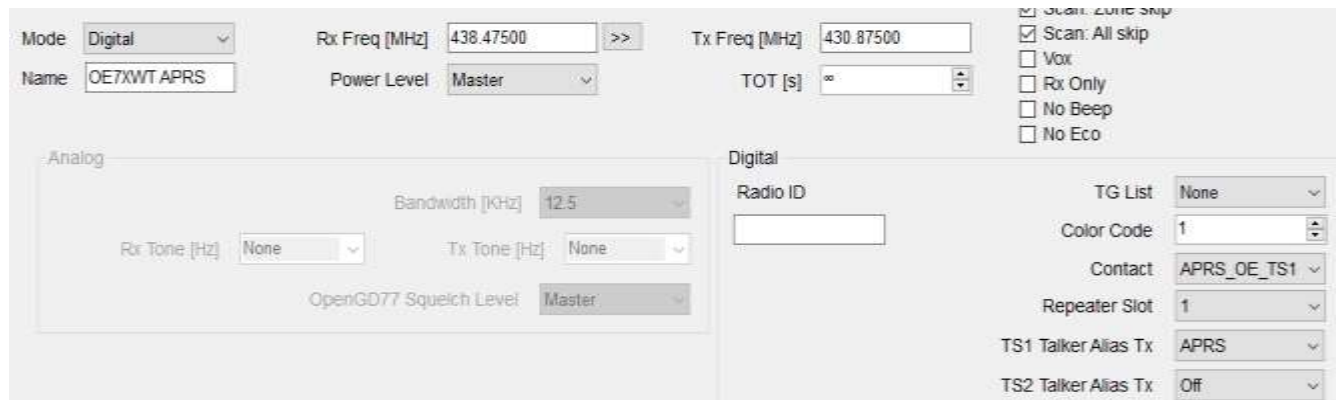 Scan: Zone skip
Mode Digital Rx Freq [MHz] 438.47500 >> Tx Freq [MHz] 430.87500 Scan: All skip
Vox
Name OE7XWT APRS Power Level Master TOT [s] ∞ Rx Only
No Beep
No Eco
Analog
Bandwidth [KHz] 12.5
Rx Tone [Hz] None Tx Tone [Hz] None
OpenGD77 Squelch Level Master
Digital
Radio ID TG List None
Color Code 1
Contact APRS_OE_TS1
Repeater Slot 1
TS1 Talker Alias Tx APRS
TS2 Talker Alias Tx Off